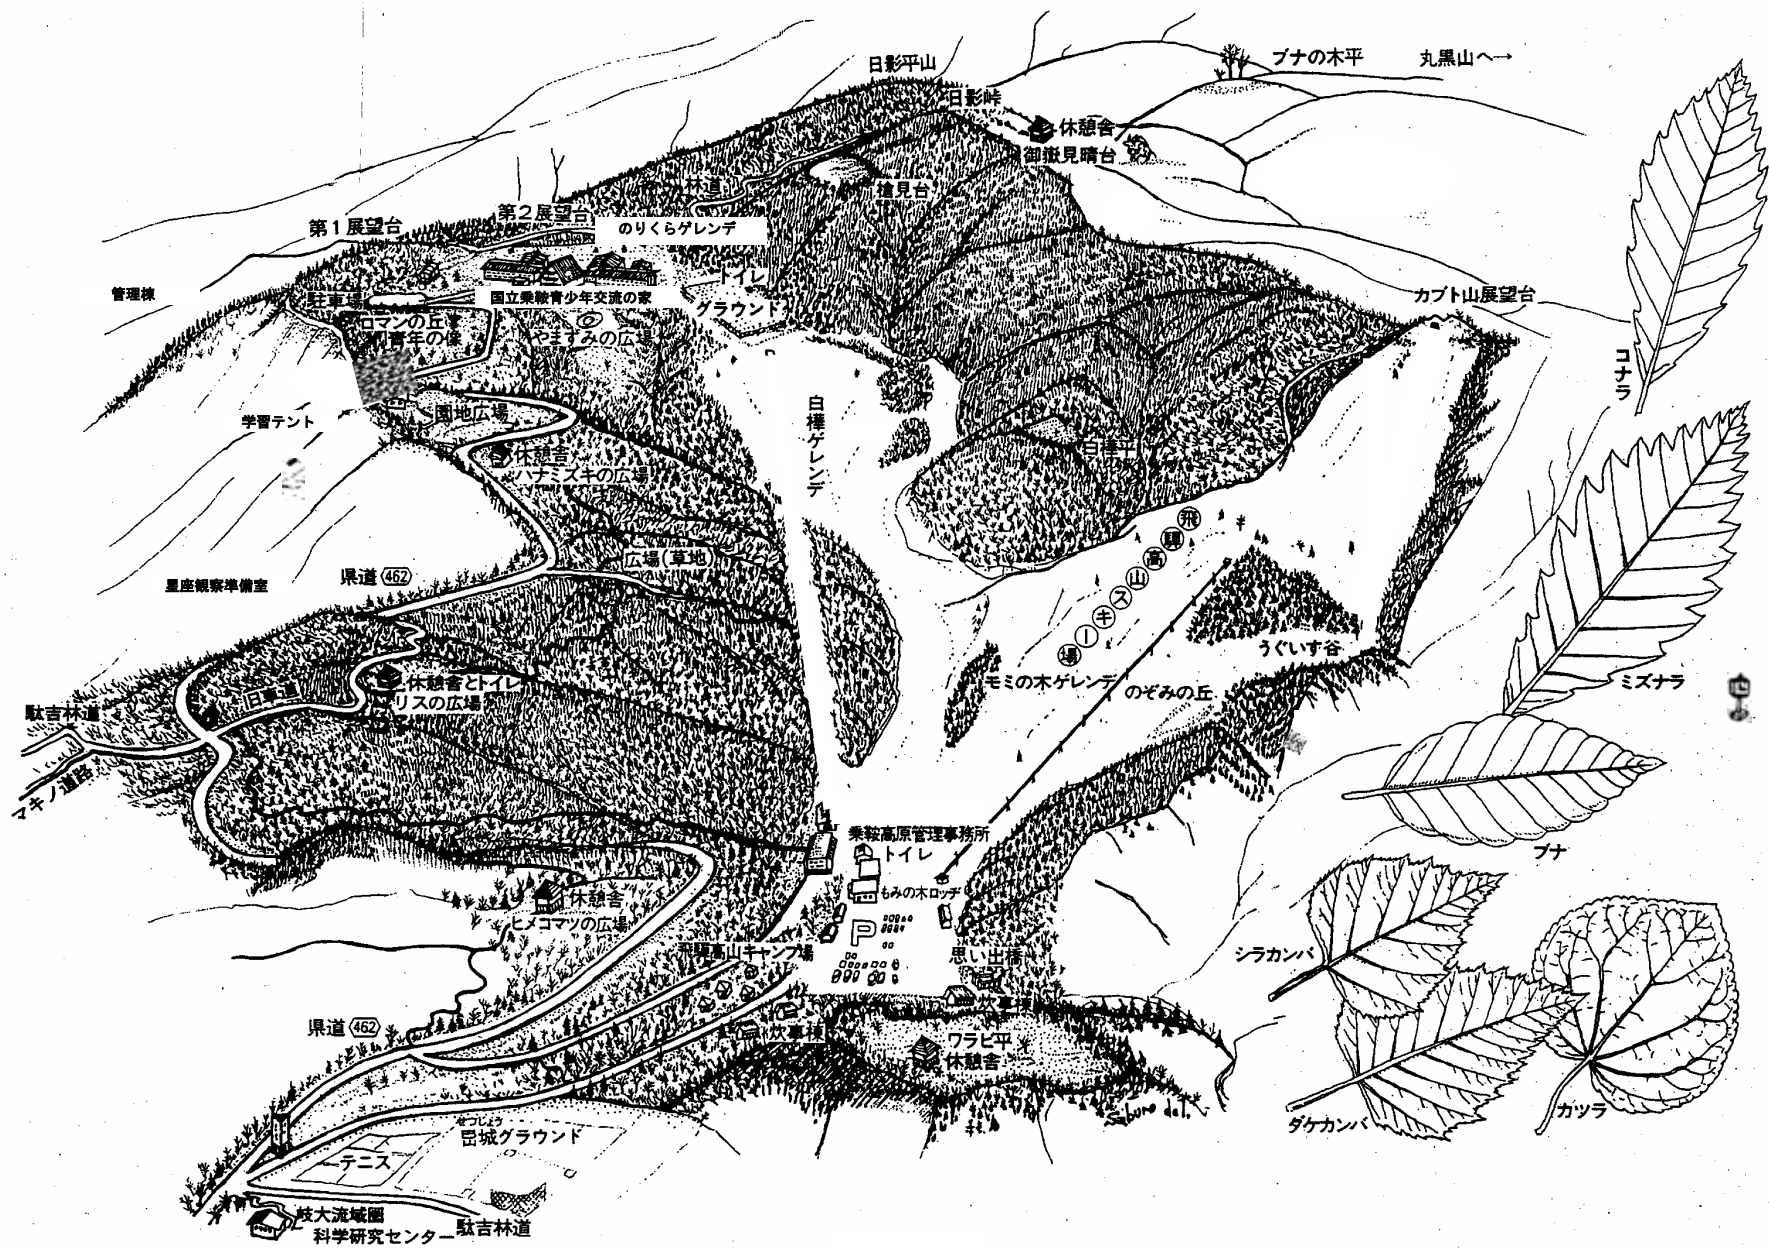 日影平山
ブナの木平
丸黒山へ→
日影峠
休憩舎
御嶽見晴台
林道
槍見台
第1展望台
第2展望台
のりくらゲレンデ
トイレ
管理棟
駐車場
国立乗鞍青少年交流の家
グラウンド
カブト山展望台
ロマンの丘
青年の像
やますみの広場
コナラ
学習テント
園地広場
白樺ゲレンデ
白樺平
休憩舎
ハナミズキの広場
飛騨高山スキー場
広場(草地
県道462
星座観察準備室
うぐいす谷
休憩舎とトイレ
リスの広場
モミの木ゲレンデ
のぞみの丘
ミズナラ
駄吉林道
旧車道
マキノ道路
乗鞍高原管理事務所
トイレ
ブナ
休憩舎
もみの木ロッヂ
ヒメコマツの広場
P
飛騨高山キャンプ場
思い出橋
シラカンバ
炊事棟
県道462
炊事棟
ワラビ平
休憩舎
Saburo del.
ダケカンバ
カツラ
せつじょう
嵒城グラウンド
テニス
岐大流域圏
科学研究センター
駄吉林道